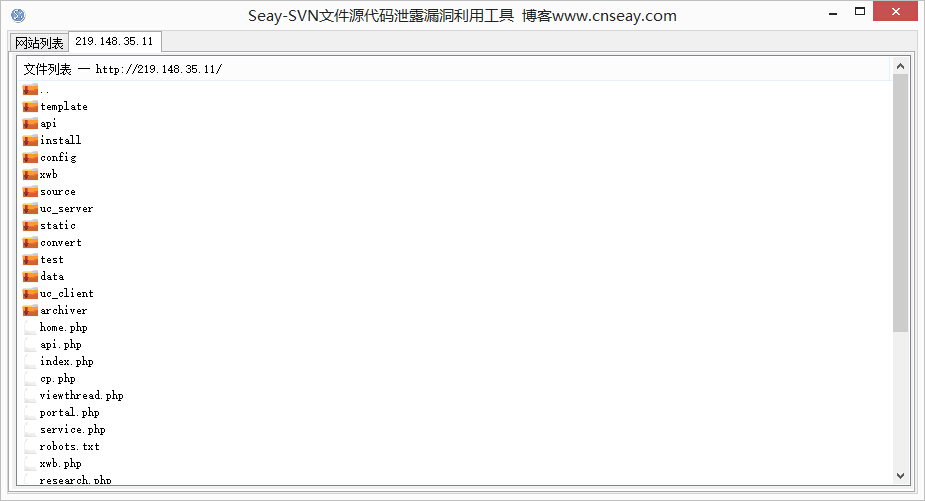 Seay-SVN文件源代码泄露漏洞利用工具 博客www.cnseay.com
网站列表 219.148.35.11
文件列表 — http://219.148.35.11/
..
template
api
install
config
xwb
source
uc_server
static
convert
test
data
uc_client
archiver
home.php
api.php
index.php
cp.php
viewthread.php
portal.php
service.php
robots.txt
xwb.php
research.php